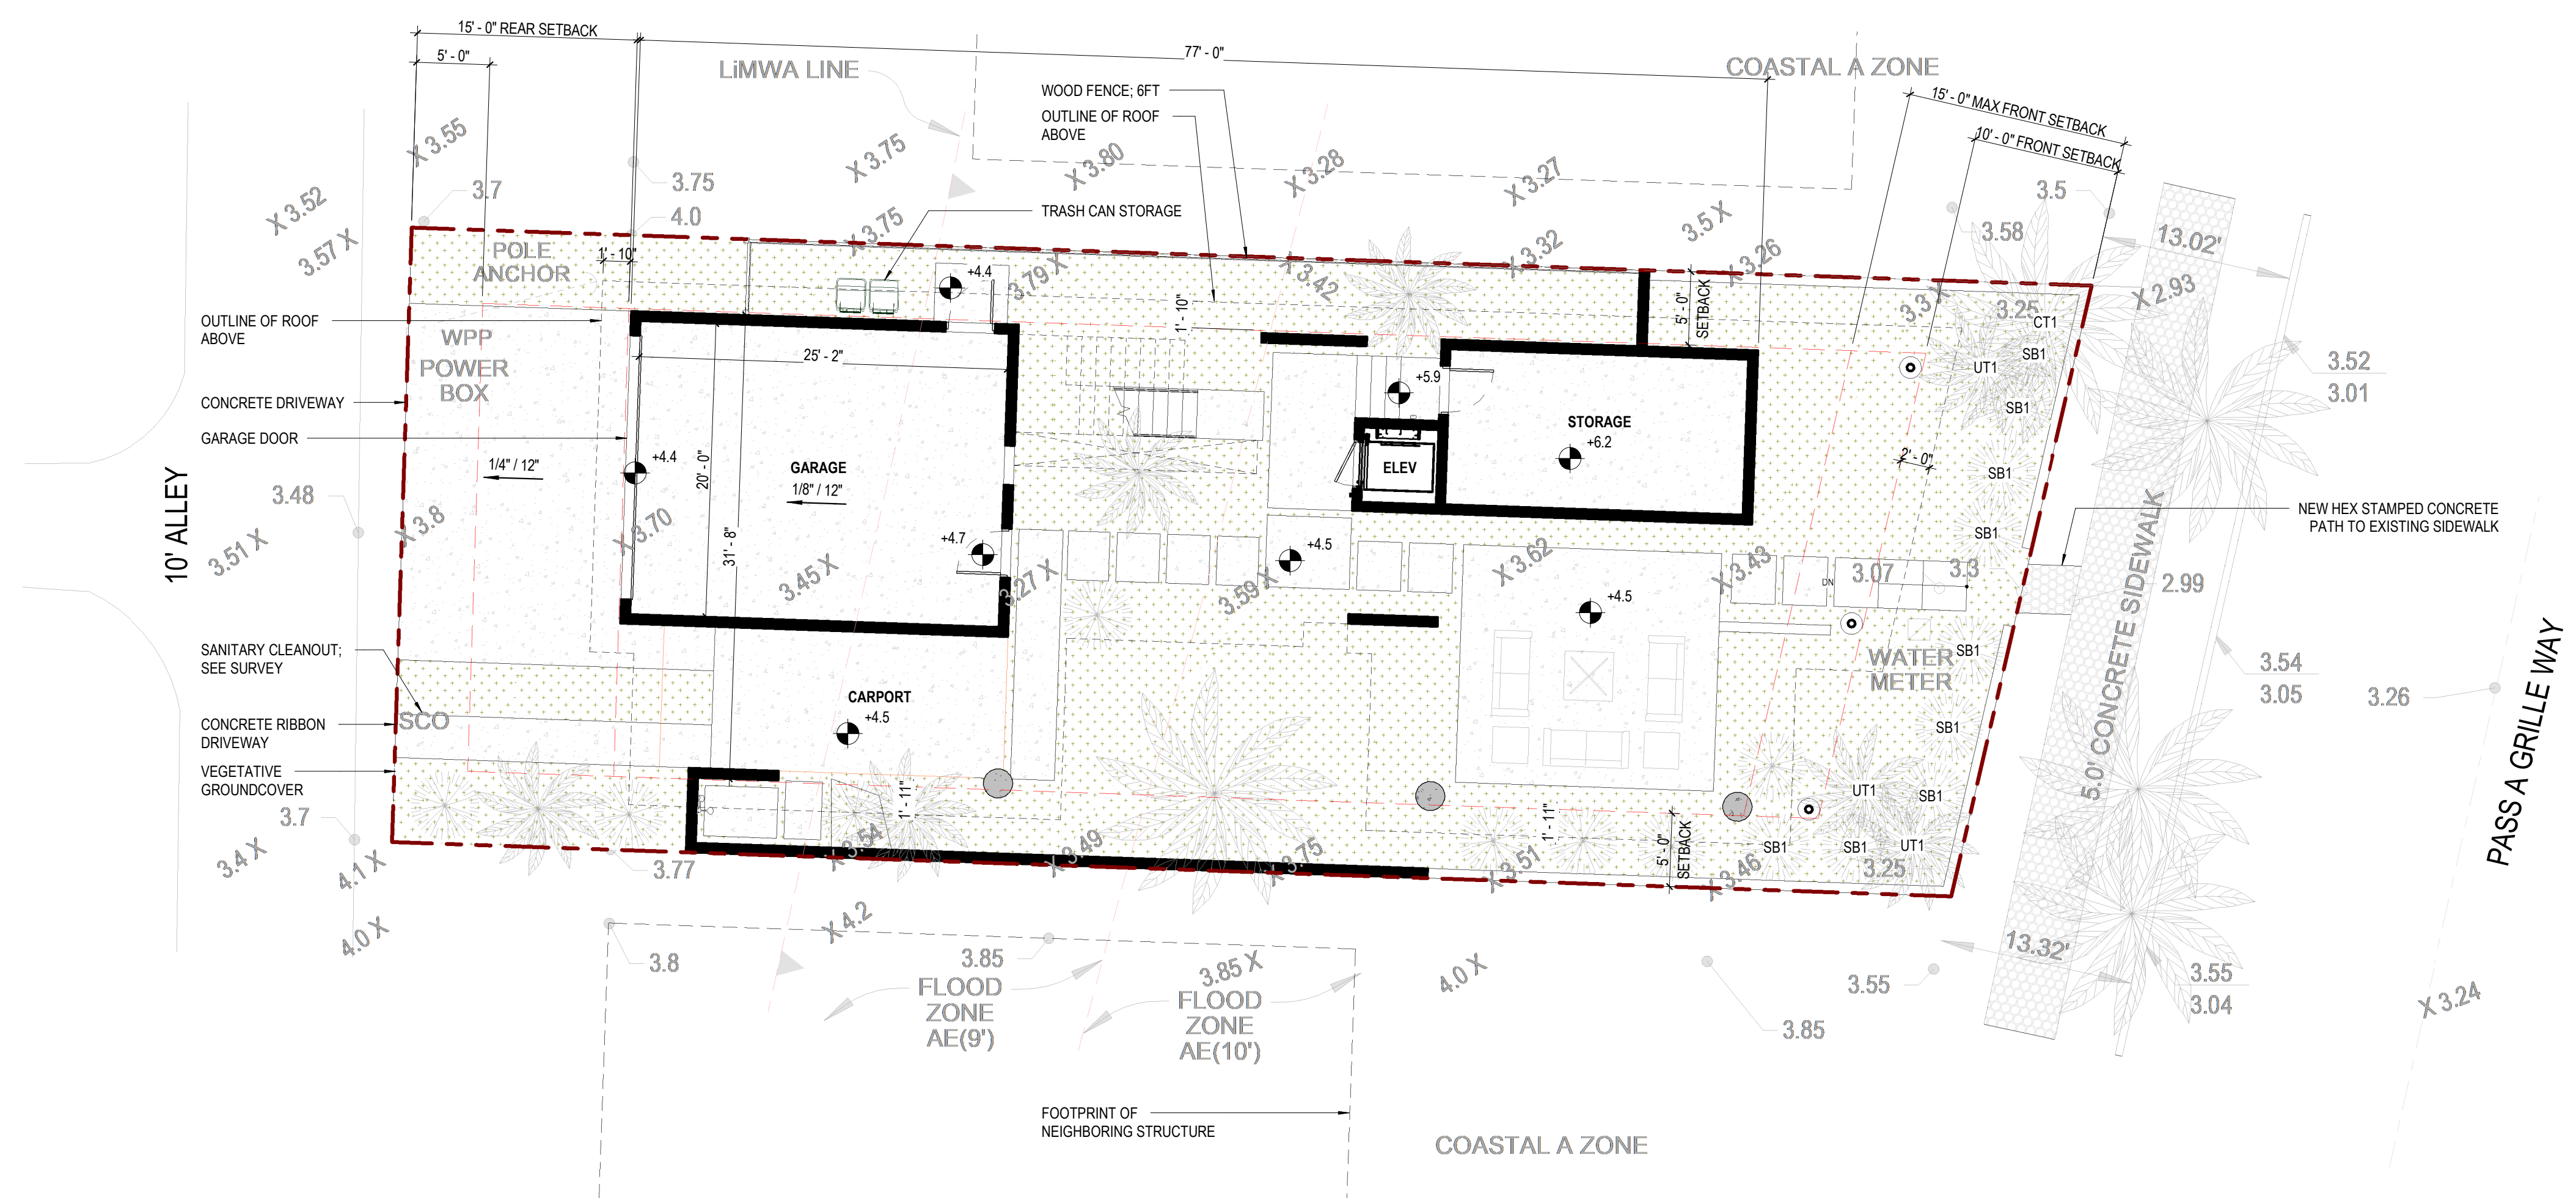 15' - 0" REAR SETBACK
5' - 0"
77' - 0"
LiMWA LINE
COASTAL A ZONE
WOOD FENCE; 6FT
OUTLINE OF ROOF
ABOVE
15' - 0" MAX FRONT SETBACK
10' - 0" FRONT SETBACK
X 3.55
X 3.75
X 3.80
X 3.28
X 3.27
3.7
3.75
4.0
3.5
X 3.52
3.57 X
X 3.75
TRASH CAN STORAGE
3.5 X
3.58
13.02'
POLE
ANCHOR
1' - 10"
+4.4
3.79 X
X 3.42
X 3.32
X 3.26
X 2.93
1' - 10"
5' - 0"
SETBACK
3.3 X
3.25
CT1
OUTLINE OF ROOF
ABOVE
WPP
POWER
BOX
25' - 2"
+5.9
SB1
UT1
SB1
3.52
3.01
CONCRETE DRIVEWAY
GARAGE DOOR
STORAGE
+6.2
10' ALLEY
1/4" / 12"
+4.4
20' - 0"
GARAGE
1/8" / 12"
ELEV
2' - 0"
SB1
3.48
X 3.8
X 3.70
SB1
NEW HEX STAMPED CONCRETE
PATH TO EXISTING SIDEWALK
3.51 X
31' - 8"
+4.7
+4.5
3.45 X
3.27 X
3.59 X
X 3.62
X 3.43
DN
3.07
3.3
2.99
+4.5
5.0' CONCRETE SIDEWALK
PASS A GRILLE WAY
SANITARY CLEANOUT;
SEE SURVEY
WATER
METER
SB1
3.54
3.05
3.26
CARPORT
+4.5
SCO
CONCRETE RIBBON
DRIVEWAY
SB1
VEGETATIVE
GROUNDCOVER
1' - 11"
1' - 11"
UT1
SB1
3.7
3.4 X
4.1 X
3.77
X 3.54
X 3.49
X 3.75
X 3.51
5' - 0"
SETBACK
X 3.46
SB1
SB1
UT1
3.25
4.0 X
X 4.2
3.8
3.85
3.85 X
4.0 X
3.55
13.32'
3.55
3.04
X 3.24
FLOOD
ZONE
AE(9')
FLOOD
ZONE
AE(10')
3.85
FOOTPRINT OF
NEIGHBORING STRUCTURE
COASTAL A ZONE